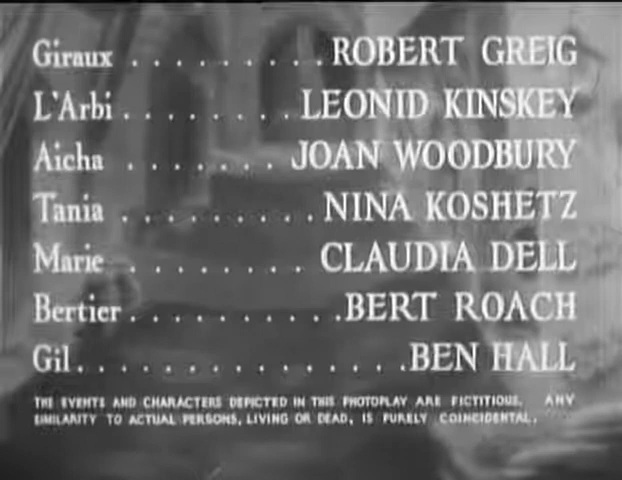 Giraux . . . . . . . . . ROBERT GREIG
L'Arbi . . . . . . . . LEONID KINSKEY
Aicha . . . . . . . JOAN WOODBURY
Tania . . . . . . . . . NINA KOSHETZ
Marie . . . . . . . . CLAUDIA DELL
Bertier . . . . . . . . . . BERT ROACH
Gil . . . . . . . . . . . . . . . BEN HALL
THE EVENTS AND CHARACTERS DEPICTED IN THIS PHOTOPLAY ARE FICTITIOUS. ANY
SIMILARITY TO ACTUAL PERSONS, LIVING OR DEAD, IS PURELY COINCIDENTAL.